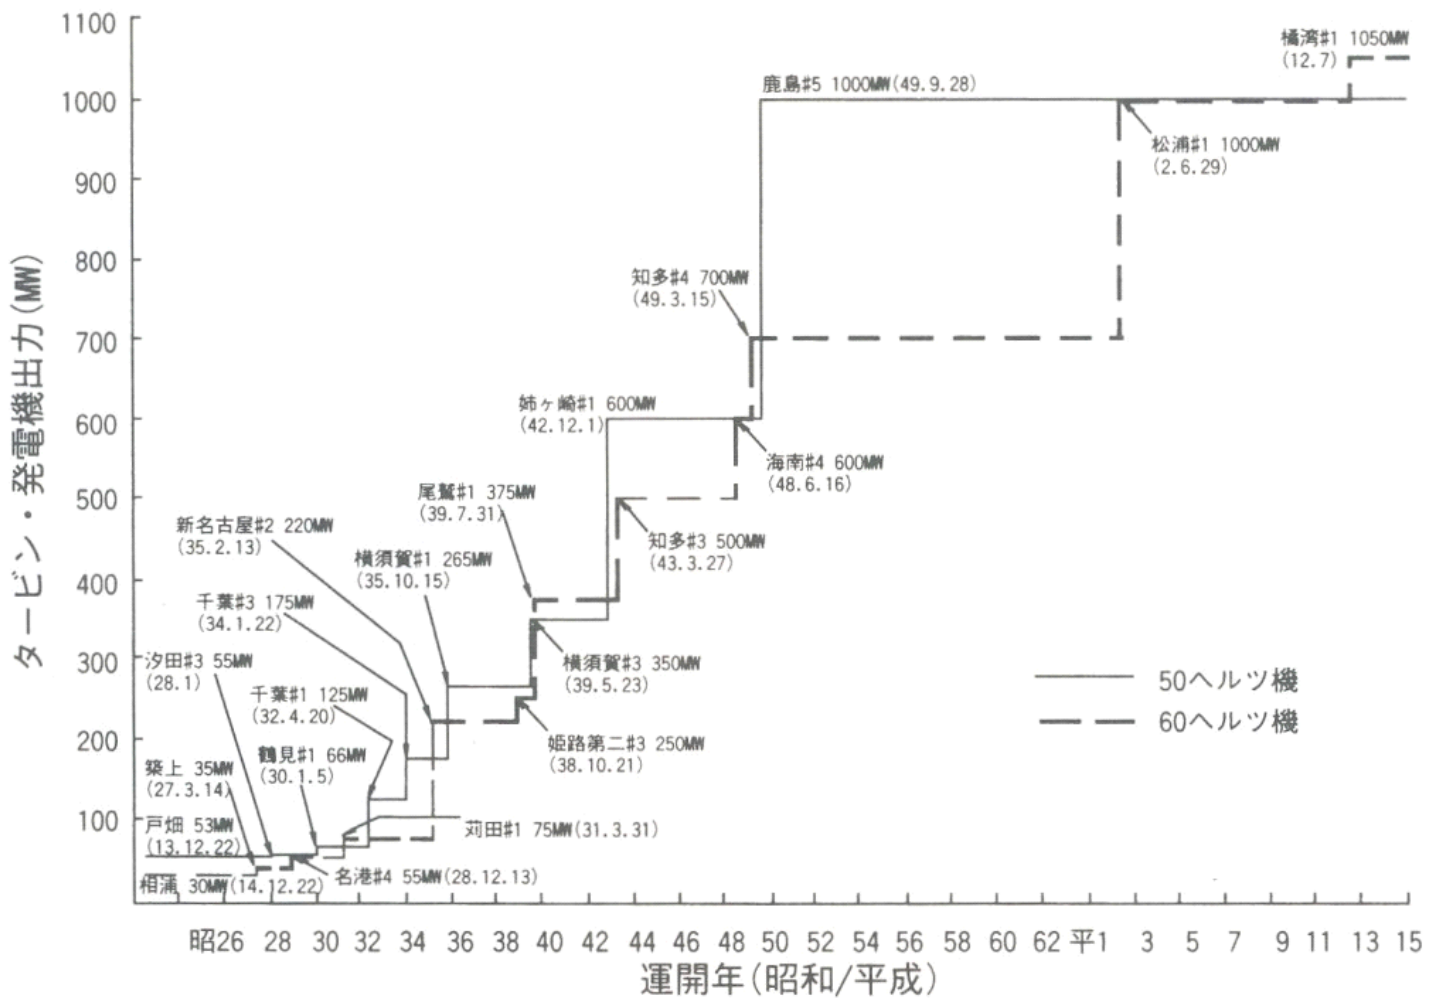 1100
1000
900
800
700
600
500
400
300
200
100
タービン・発電機出力(MW)
橘湾#1 1050MW
(12.7)
鹿島#5 1000MW(49.9.28)
松浦#1 1000MW
(2.6.29)
知多#4 700MW
(49.3.15)
姉ヶ崎#1 600MW
(42.12.1)
海南#4 600MW
(48.6.16)
尾鷲#1 375MW
(39.7.31)
新名古屋#2 220MW
(35.2.13)
知多#3 500MW
(43.3.27)
横須賀#1 265MW
(35.10.15)
千葉#3 175MW
(34.1.22)
汐田#3 55MW
(28.1)
横須賀#3 350MW
(39.5.23)
千葉#1 125MW
(32.4.20)
50ヘルツ機
60ヘルツ機
鶴見#1 66MW
(30.1.5)
姫路第二#3 250MW
(38.10.21)
築上 35MW
(27.3.14)
戸畑 53MW
(13.12.22)
苅田#1 75MW(31.3.31)
相浦 30MW(14.12.22)
名港#4 55MW(28.12.13)
昭26 28 30 32 34 36 38 40 42 44 46 48 50 52 54 56 58 60 62 平1 3 5 7 9 11 13 15
運開年(昭和/平成)